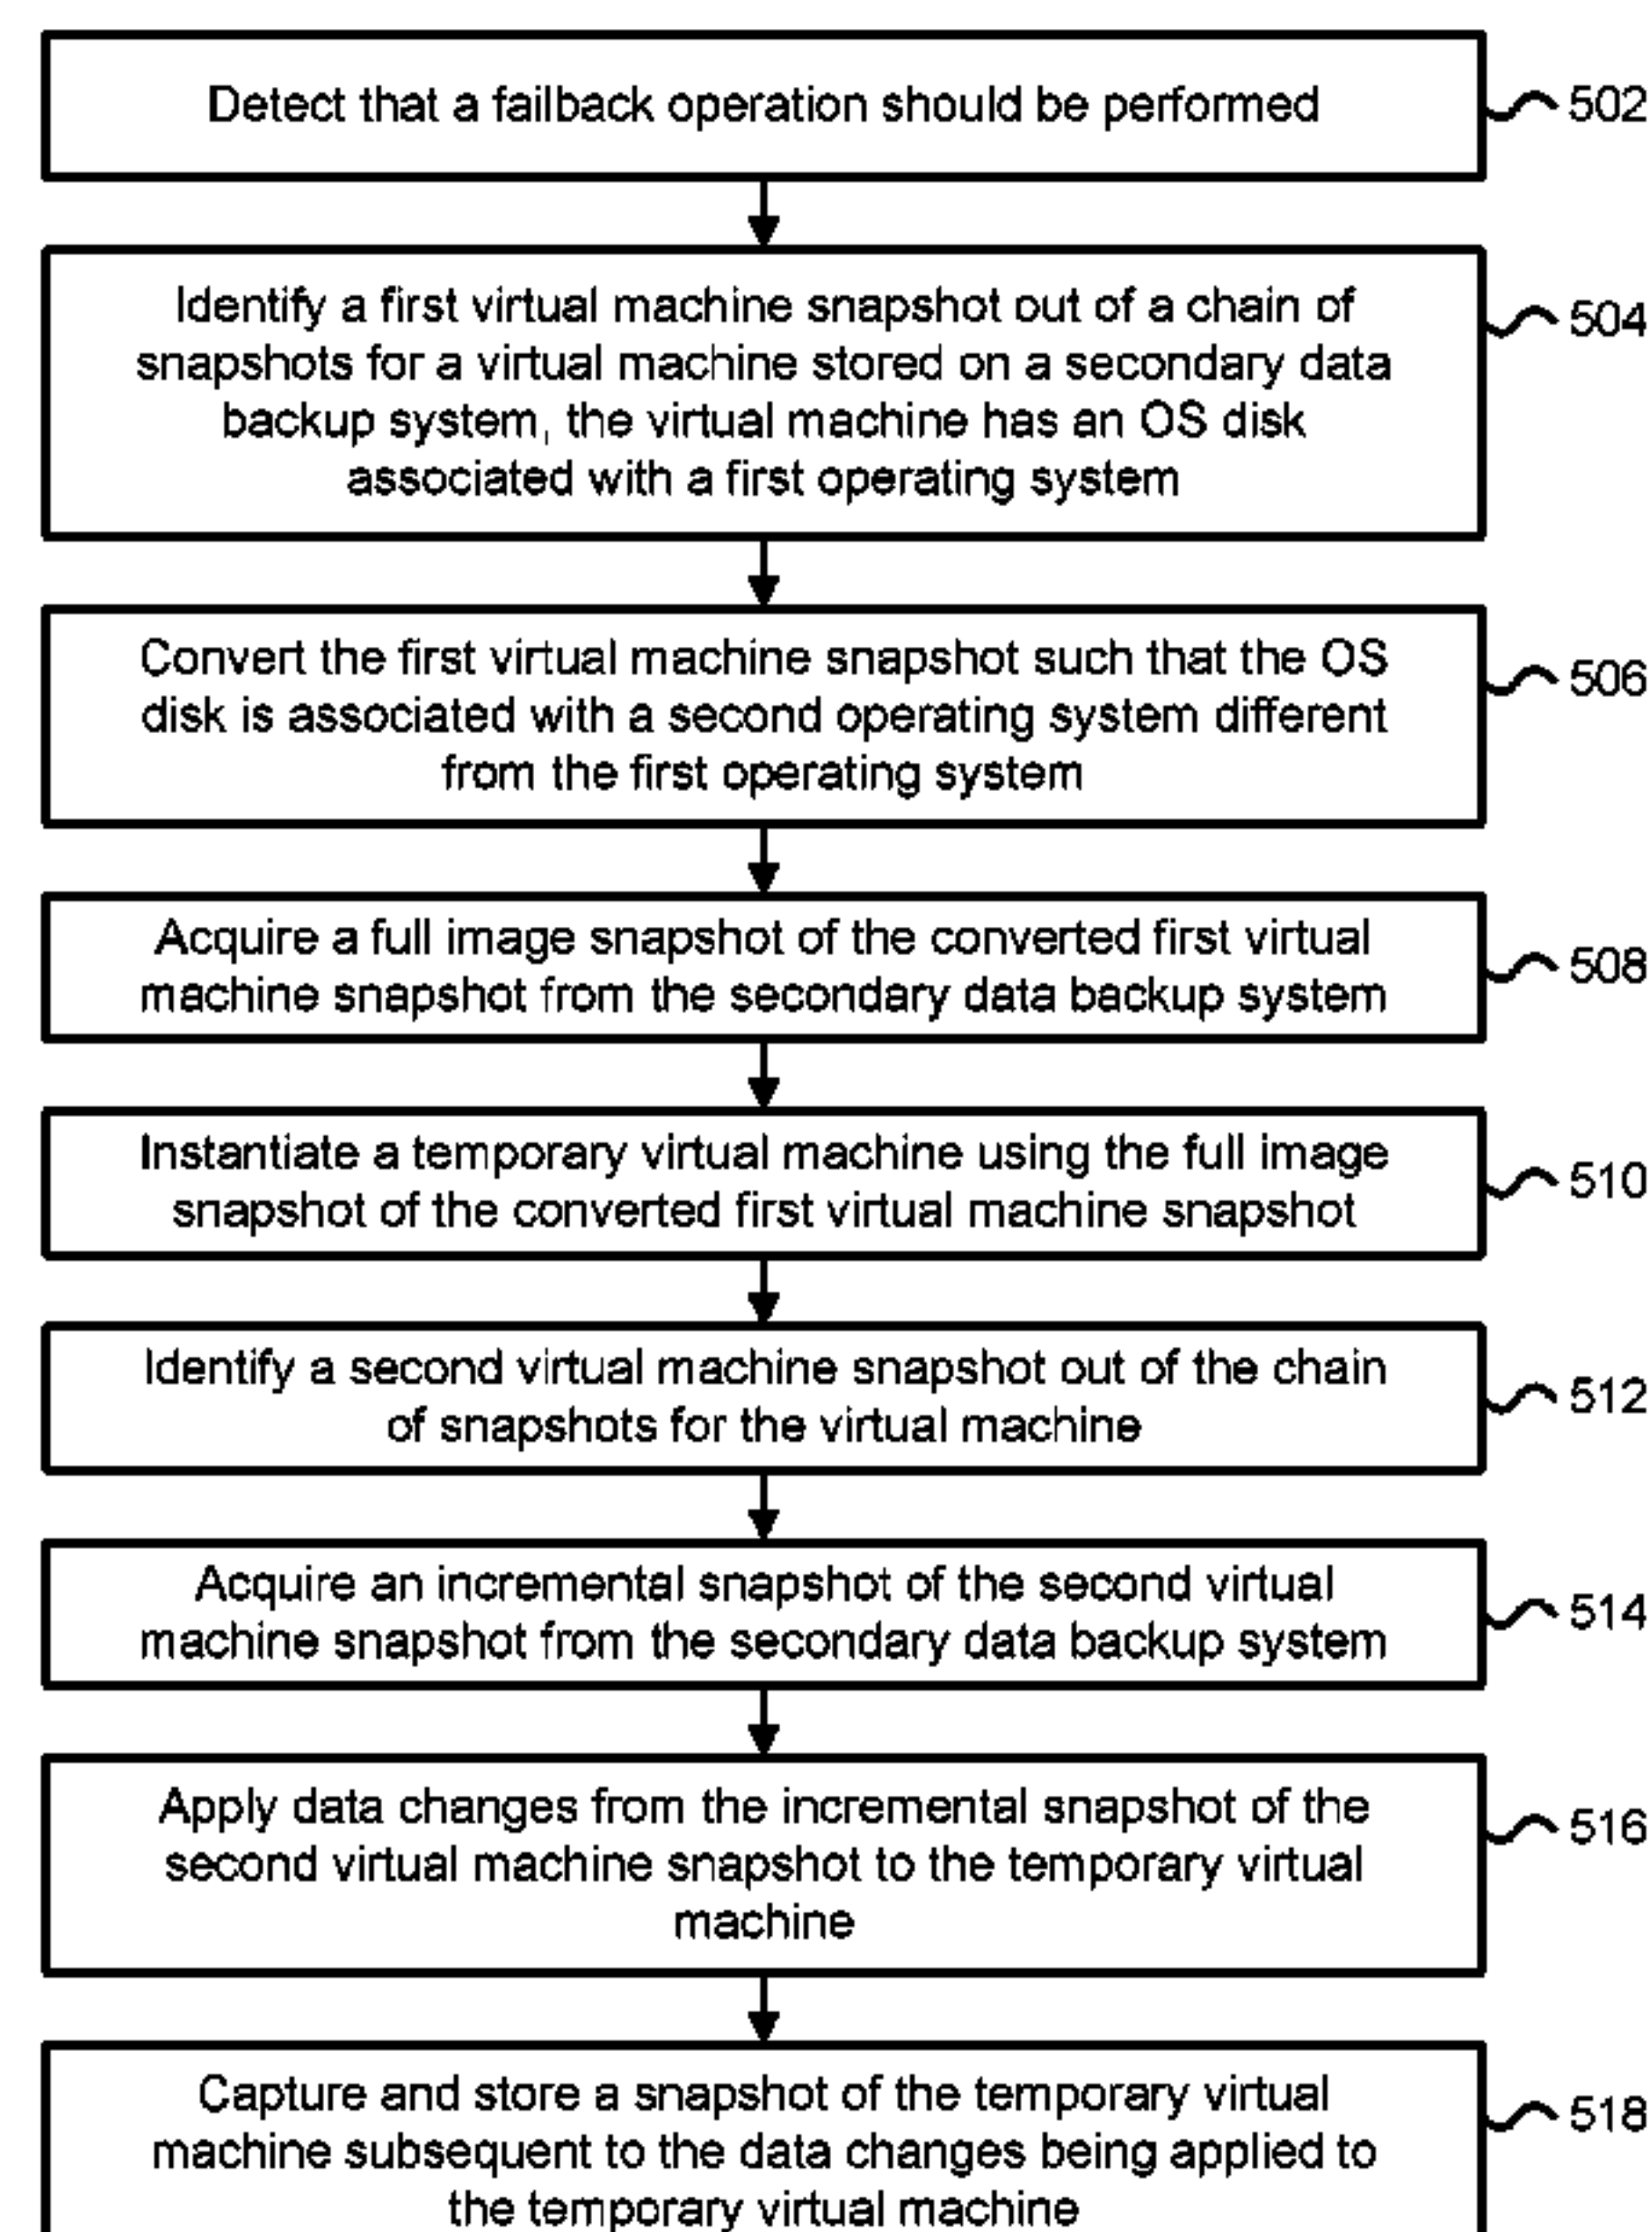 Detect that a failback operation should be performed
502
Identify a first virtual machine snapshot out of a chain of
snapshots for a virtual machine stored on a secondary data
backup system, the virtual machine has an OS disk
associated with a first operating system
504
Convert the first virtual machine snapshot such that the OS
disk is associated with a second operating system different
from the first operating system
506
Acquire a full image snapshot of the converted first virtual
machine snapshot from the secondary data backup system
508
Instantiate a temporary virtual machine using the full image
snapshot of the converted first virtual machine snapshot
510
Identify a second virtual machine snapshot out of the chain
of snapshots for the virtual machine
512
Acquire an incremental snapshot of the second virtual
machine snapshot from the secondary data backup system
514
Apply data changes from the incremental snapshot of the
second virtual machine snapshot to the temporary virtual
machine
516
Capture and store a snapshot of the temporary virtual
machine subsequent to the data changes being applied to
the temporary virtual machine
518